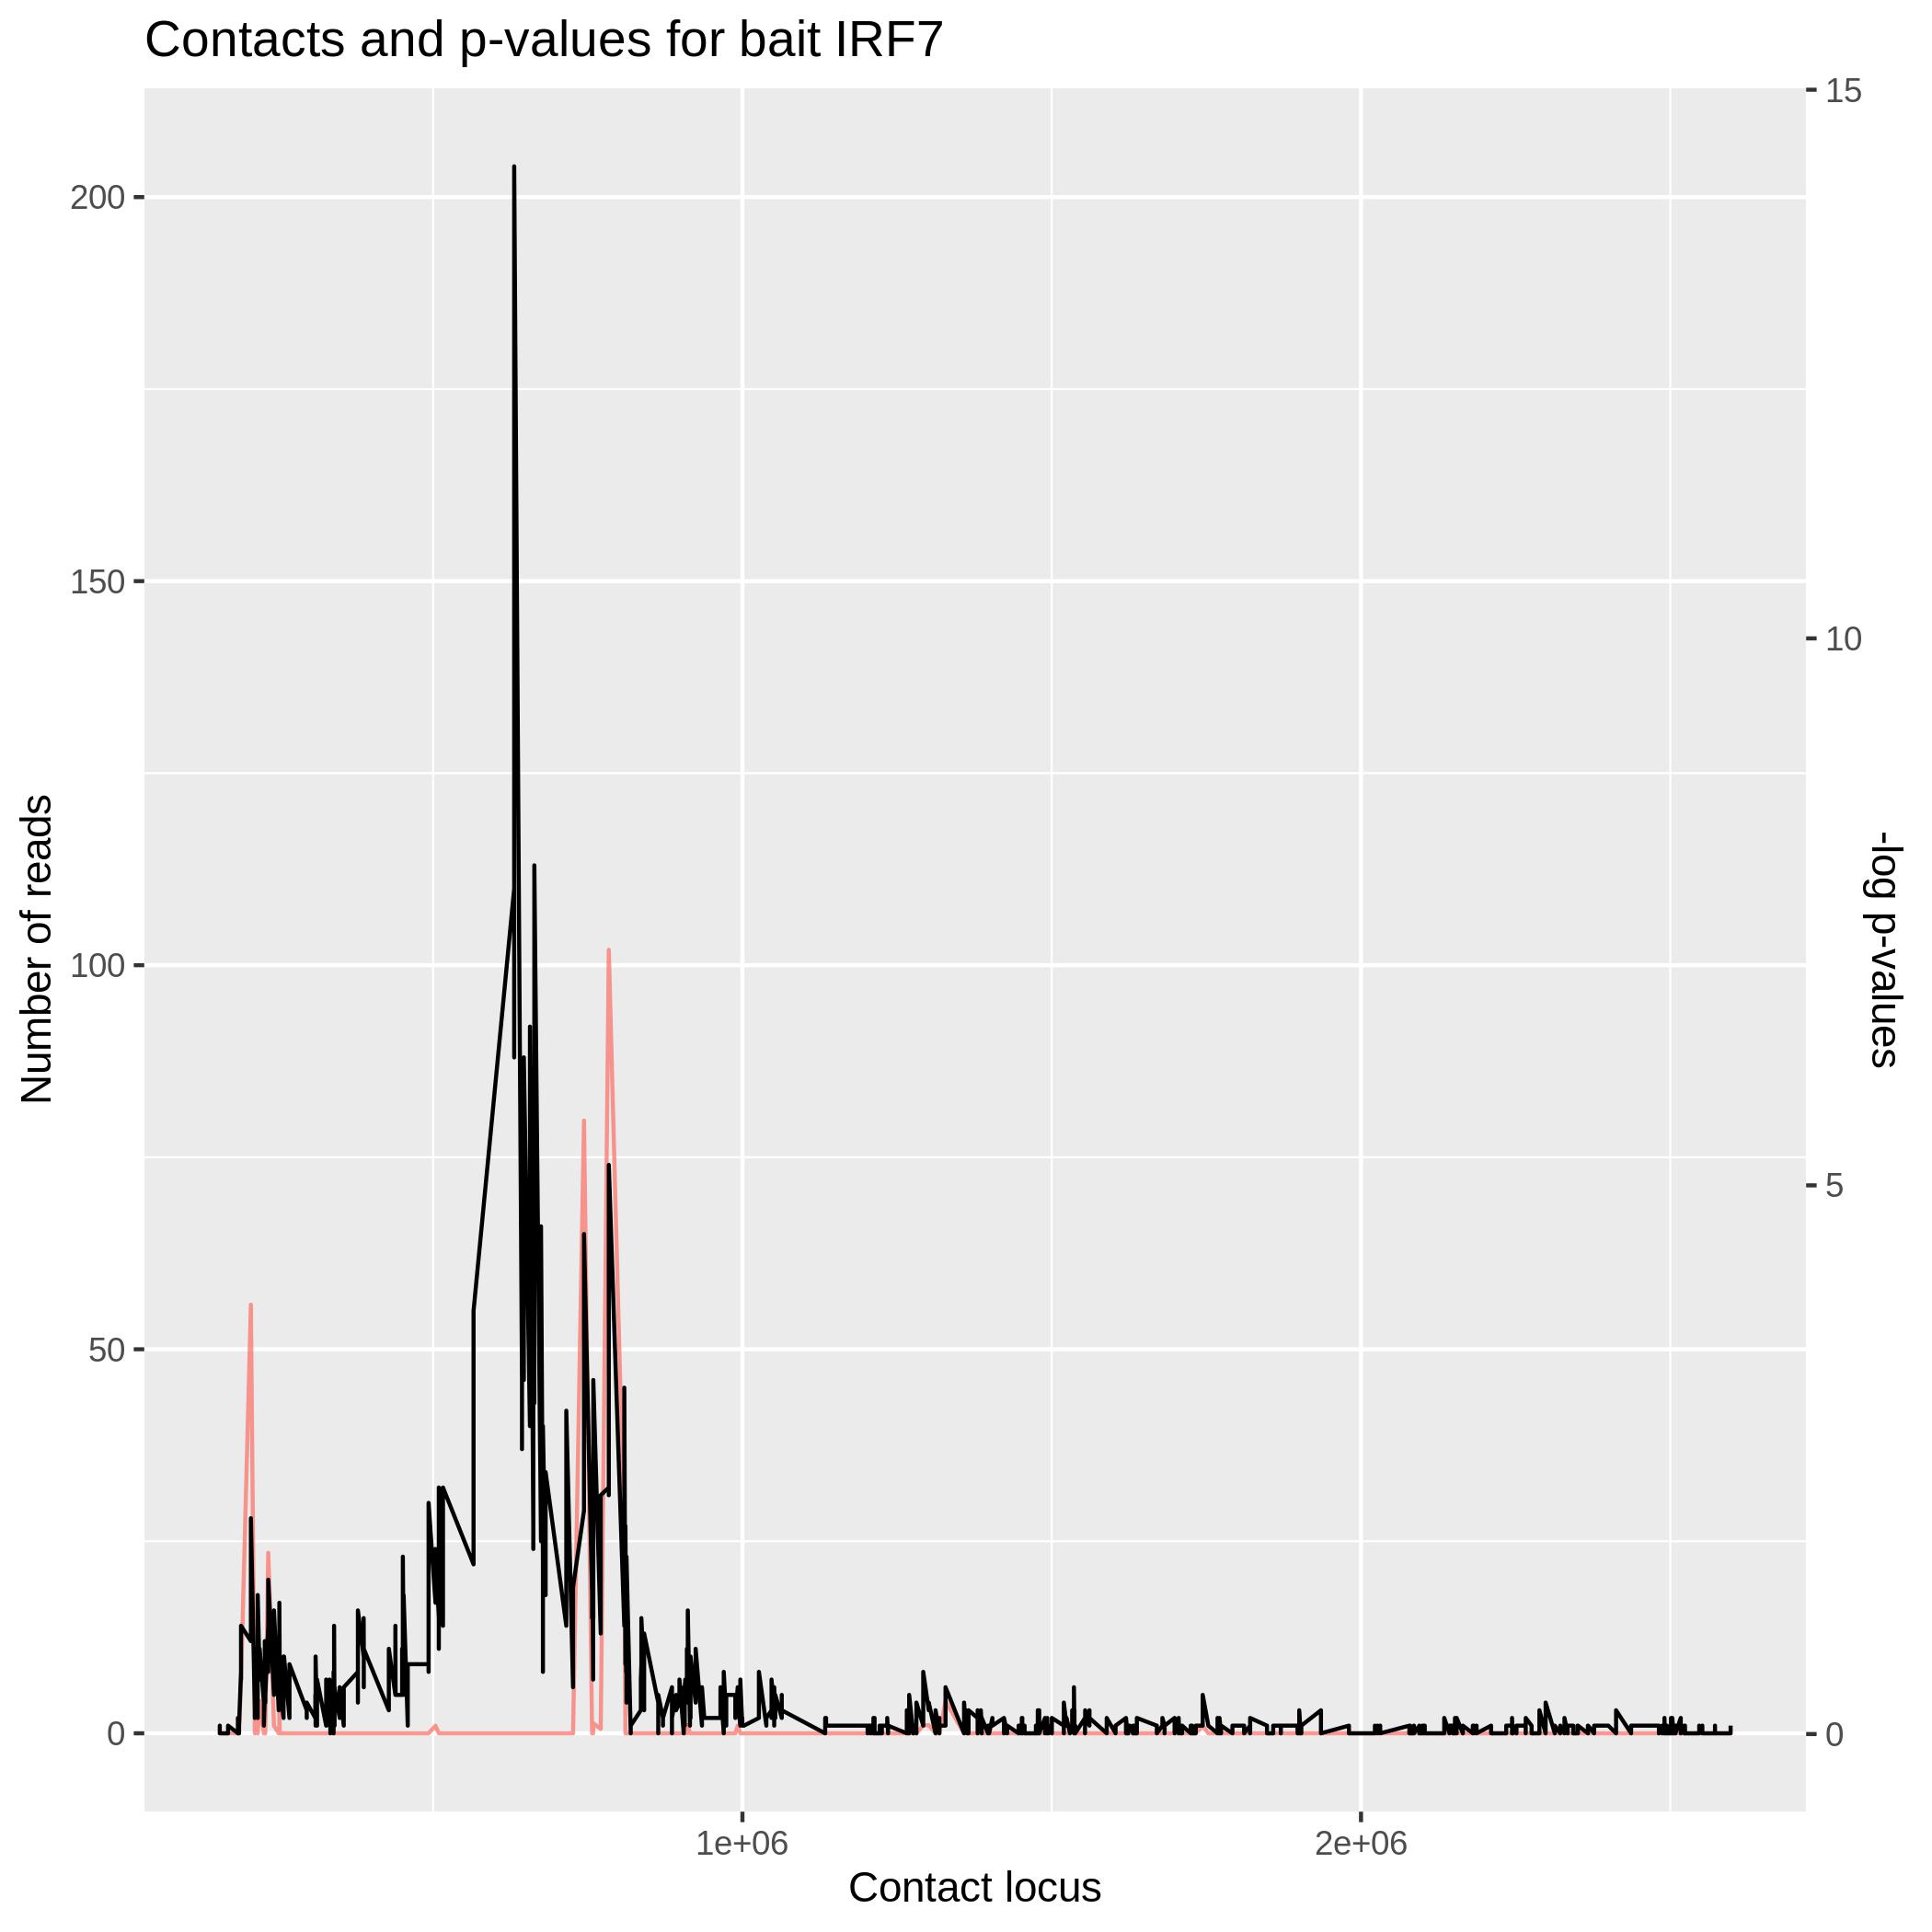 Contacts and p-values for bait IRF7
Number of reads
200
150
100
50
0
15
10
5
0
-log p-values
1e+06
2e+06
Contact locus